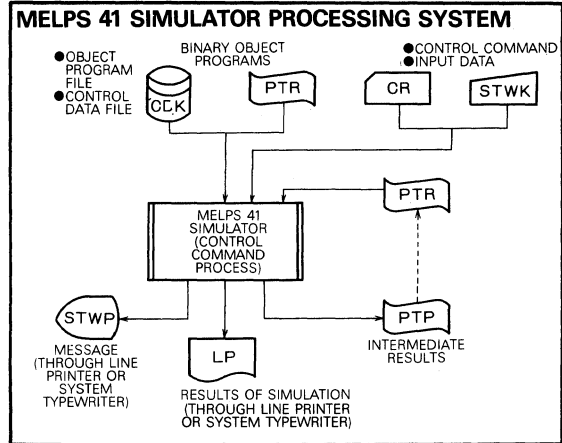 MELPS 41 SIMULATOR PROCESSING SYSTEM
●OBJECT
PROGRAM
FILE
●CONTROL
DATA FILE
BINARY OBJECT
PROGRAMS
●CONTROL COMMAND
●INPUT DATA
CDK
PTR
CR
STWK
MELPS 41
SIMULATOR
(CONTROL
COMMAND
PROCESS)
PTR
STWP
LP
PTP
MESSAGE
(THROUGH LINE
PRINTER OR
SYSTEM
TYPEWRITER)
INTERMEDIATE
RESULTS
RESULTS OF SIMULATION
(THROUGH LINE PRINTER
OR SYSTEM TYPEWRITER)